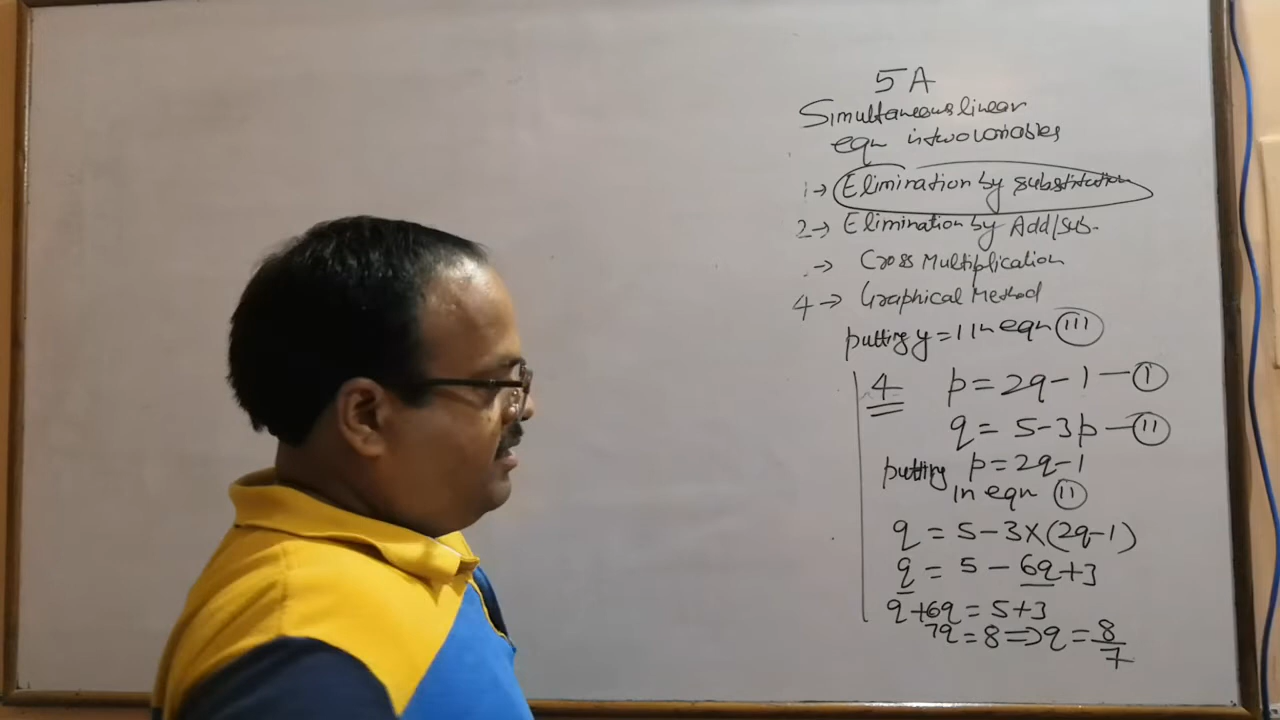 5A
Simultaneous linear
eqn in two variables
1→ Elimination by substitution
2→ Elimination by Add/Sub.
→ Cross Multiplication
4→ Graphical Method
putting y = 1 in eqn (III)
4 p = 2q-1 — (I)
q = 5-3p — (II)
putting p = 2q-1
in eqn (II)
q = 5-3×(2q-1)
q = 5-6q+3
q+6q = 5+3
7q = 8 ⇒ q = 8/7